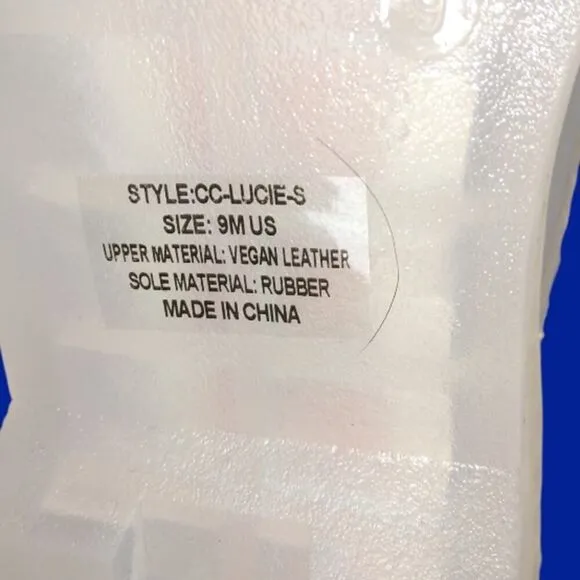 STYLE:CC-LUCIE-S
SIZE: 9M US
UPPER MATERIAL: VEGAN LEATHER
SOLE MATERIAL: RUBBER
MADE IN CHINA